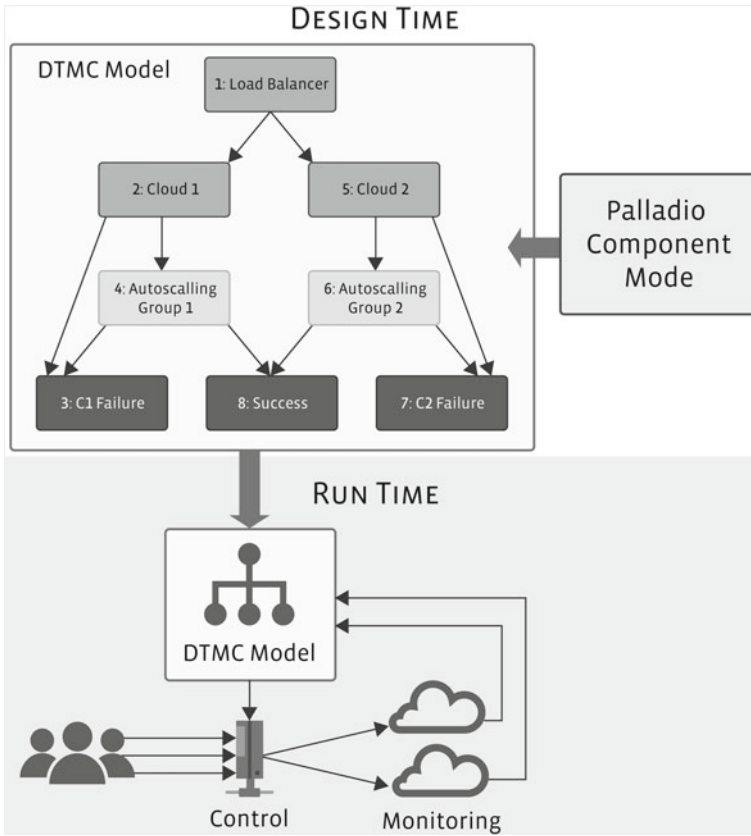 DESIGN TIME
DTMC Model
1: Load Balancer
2: Cloud 1
5: Cloud 2
Palladio
Component
Mode
4: Autoscalling
Group 1
6: Autoscalling
Group 2
3: C1 Failure
8: Success
7: C2 Failure
RUN TIME
DTMC Model
Control
Monitoring